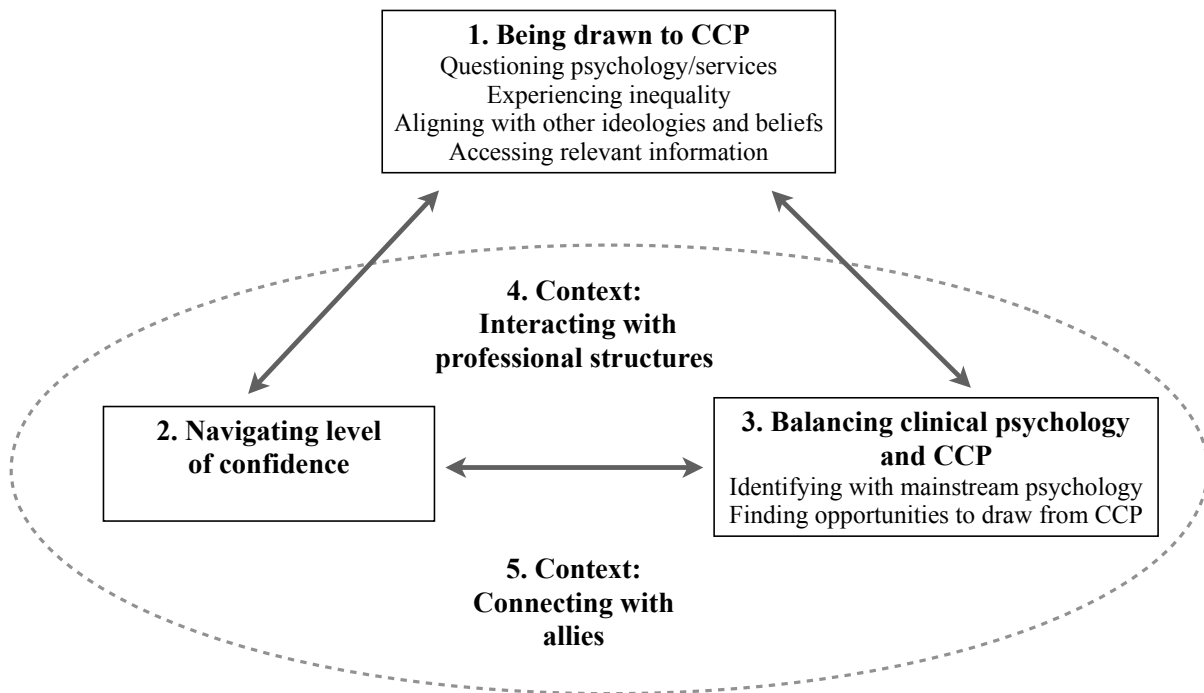 1. Being drawn to CCP
Questioning psychology/services
Experiencing inequality
Aligning with other ideologies and beliefs
Accessing relevant information
4. Context:
Interacting with
professional structures
2. Navigating level
of confidence
3. Balancing clinical psychology
and CCP
Identifying with mainstream psychology
Finding opportunities to draw from CCP
5. Context:
Connecting with
allies